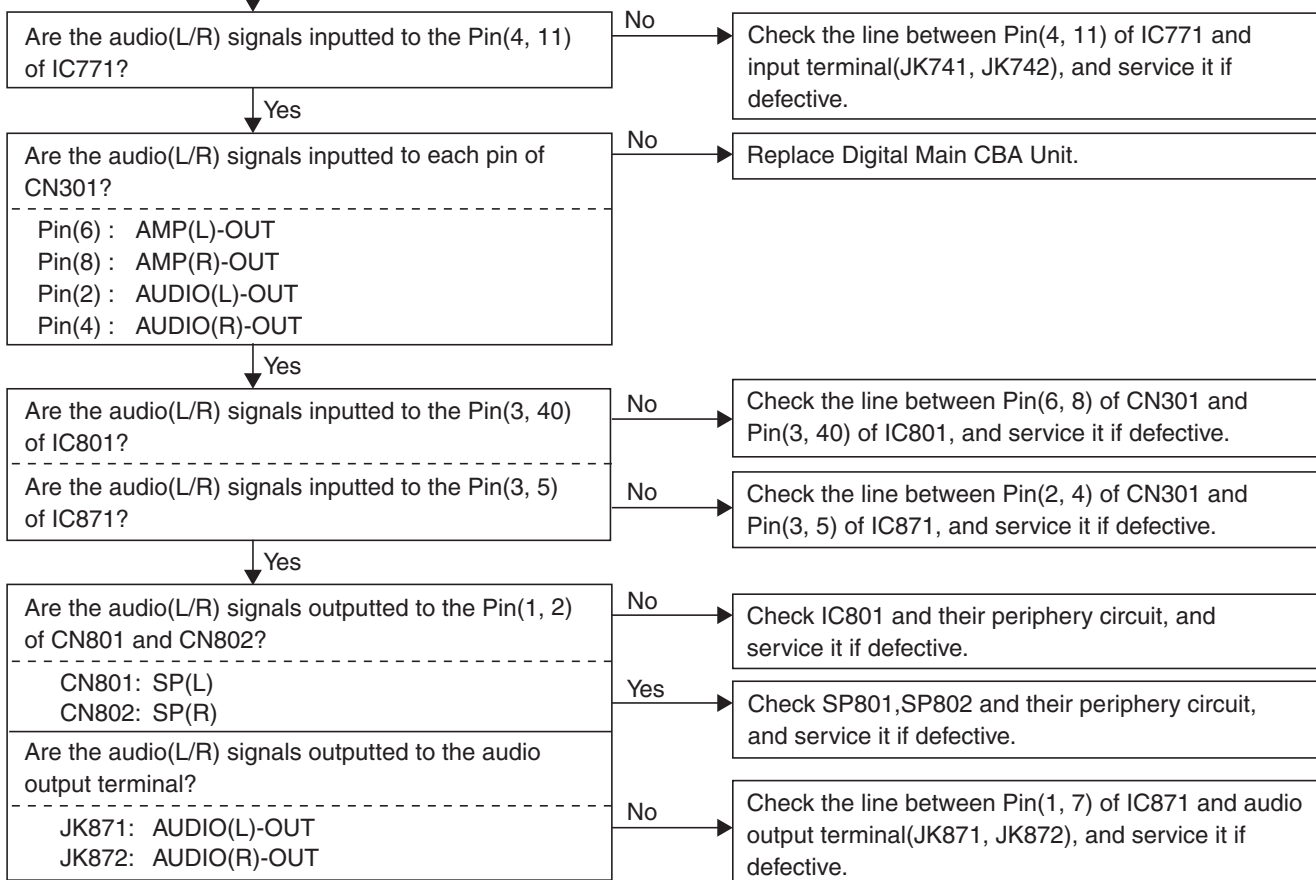 Are the audio(L/R) signals inputted to the Pin(4, 11)
of IC771?
No
Check the line between Pin(4, 11) of IC771 and
input terminal(JK741, JK742), and service it if
defective.
Yes
Are the audio(L/R) signals inputted to each pin of
CN301?
No
Replace Digital Main CBA Unit.
Pin(6) : AMP(L)-OUT
Pin(8) : AMP(R)-OUT
Pin(2) : AUDIO(L)-OUT
Pin(4) : AUDIO(R)-OUT
Yes
Are the audio(L/R) signals inputted to the Pin(3, 40)
of IC801?
No
Check the line between Pin(6, 8) of CN301 and
Pin(3, 40) of IC801, and service it if defective.
Are the audio(L/R) signals inputted to the Pin(3, 5)
of IC871?
No
Check the line between Pin(2, 4) of CN301 and
Pin(3, 5) of IC871, and service it if defective.
Yes
Are the audio(L/R) signals outputted to the Pin(1, 2)
of CN801 and CN802?
No
Check IC801 and their periphery circuit, and
service it if defective.
CN801: SP(L)
CN802: SP(R)
Yes
Check SP801,SP802 and their periphery circuit,
and service it if defective.
Are the audio(L/R) signals outputted to the audio
output terminal?
JK871: AUDIO(L)-OUT
JK872: AUDIO(R)-OUT
No
Check the line between Pin(1, 7) of IC871 and audio
output terminal(JK871, JK872), and service it if
defective.